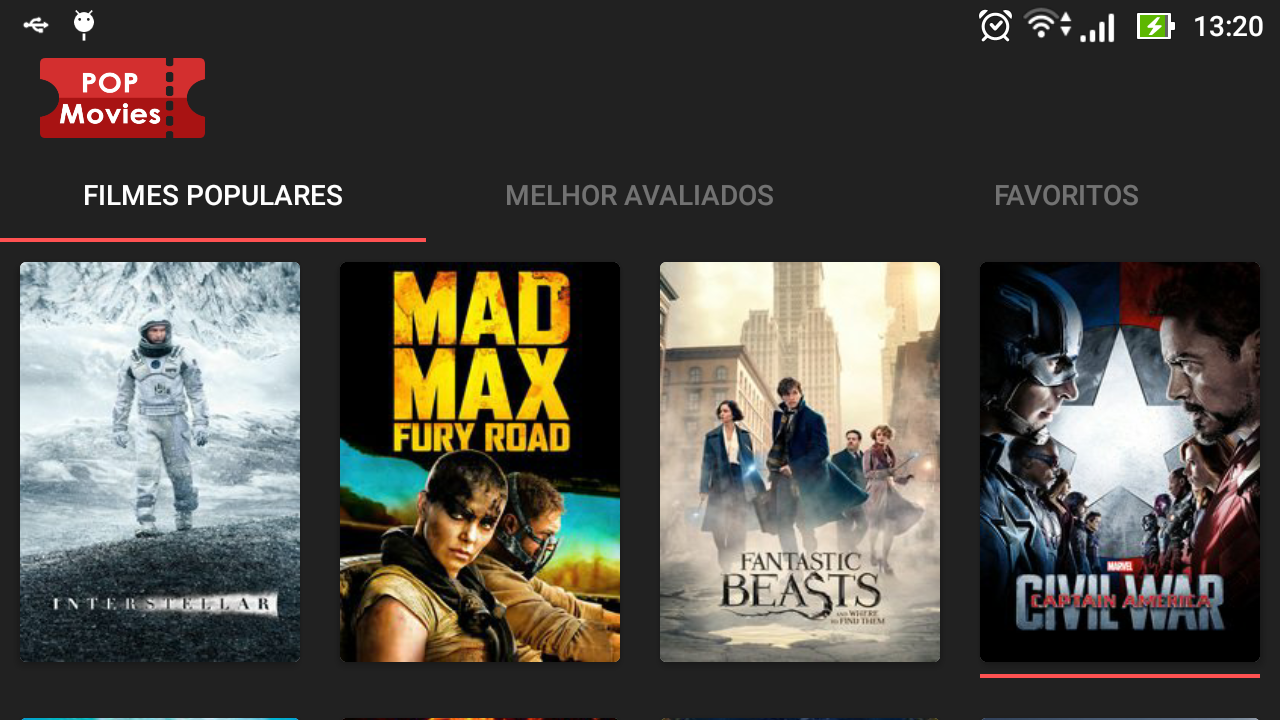 13:20
POP
Movies
FILMES POPULARES
MELHOR AVALIADOS
FAVORITOS
INTERSTELLAR
MAD
MAX
FURY ROAD
FANTASTIC
BEASTS
AND WHERE
TO FIND THEM
MARVEL
CIVIL WAR
CAPTAIN AMERICA